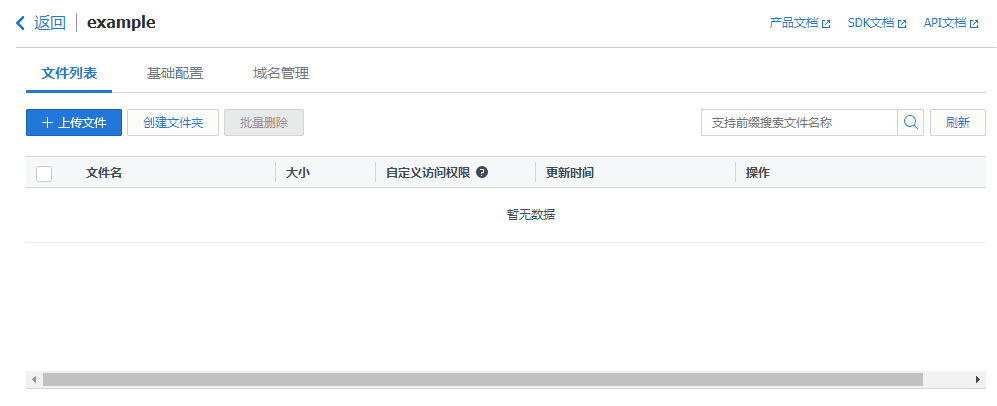 返回 example 产品文档 SDK文档 API文档
文件列表 基础配置 域名管理
上传文件 创建文件夹 批量删除 支持前缀搜索文件名称 刷新
文件名 大小 自定义访问权限 更新时间 操作
暂无数据